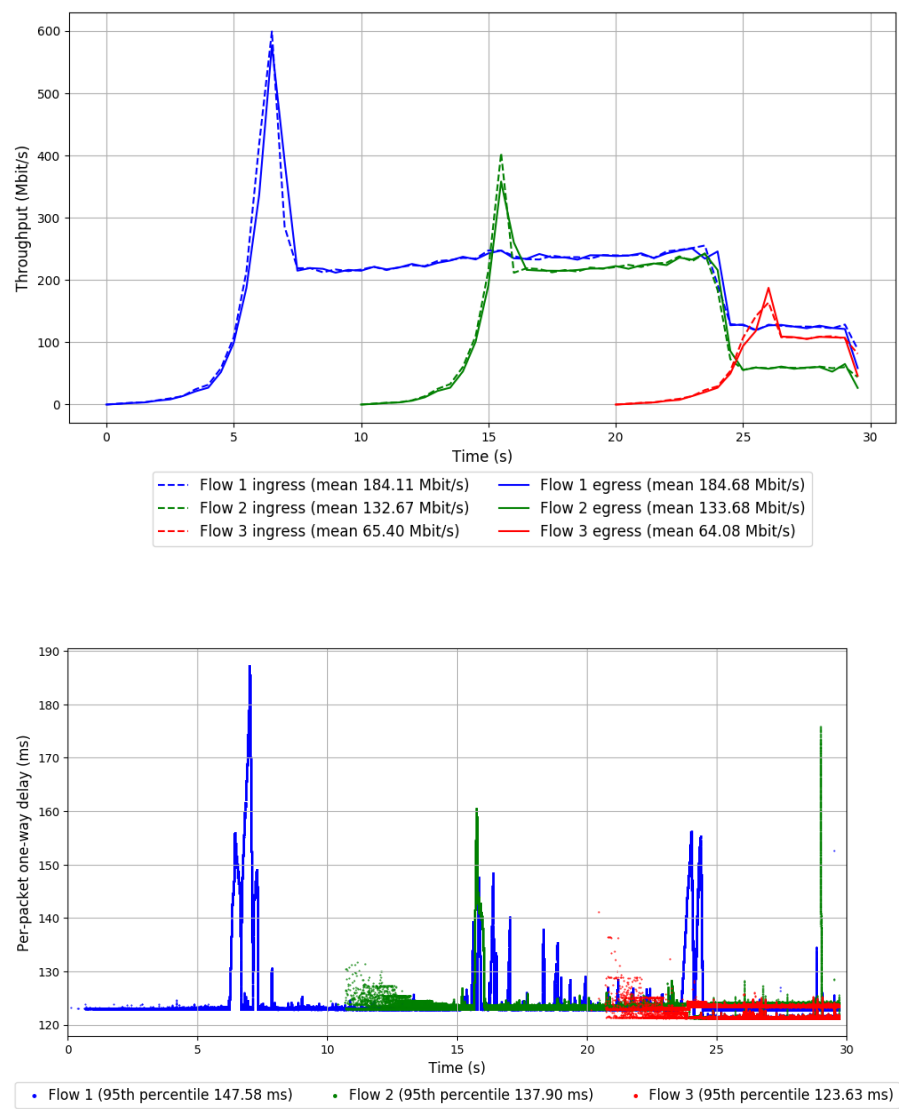 600
500
400
300
200
100
0
Throughput (Mbit/s)
0 5 10 15 20 25 30
Time (s)
Flow 1 ingress (mean 184.11 Mbit/s) Flow 1 egress (mean 184.68 Mbit/s)
Flow 2 ingress (mean 132.67 Mbit/s) Flow 2 egress (mean 133.68 Mbit/s)
Flow 3 ingress (mean 65.40 Mbit/s) Flow 3 egress (mean 64.08 Mbit/s)
190
180
170
160
150
140
130
120
Per-packet one-way delay (ms)
0 5 10 15 20 25 30
Time (s)
Flow 1 (95th percentile 147.58 ms) Flow 2 (95th percentile 137.90 ms) Flow 3 (95th percentile 123.63 ms)